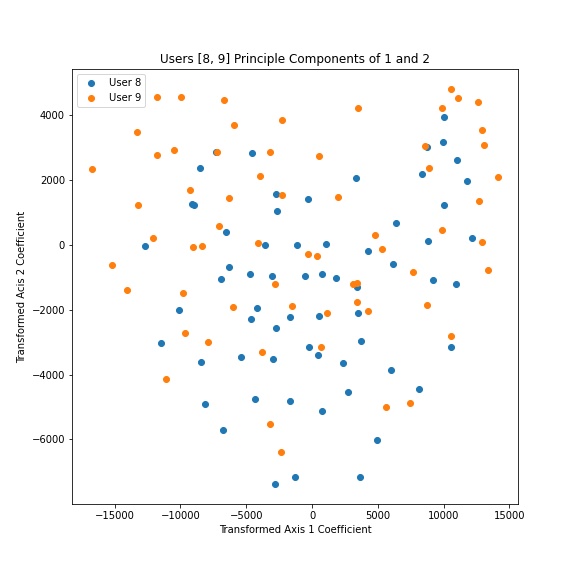 Users [8, 9] Principle Components of 1 and 2
User 8
User 9
4000
2000
0
−2000
−4000
−6000
Transformed Acis 2 Coefficient
−15000 −10000 −5000 0 5000 10000 15000
Transformed Axis 1 Coefficient